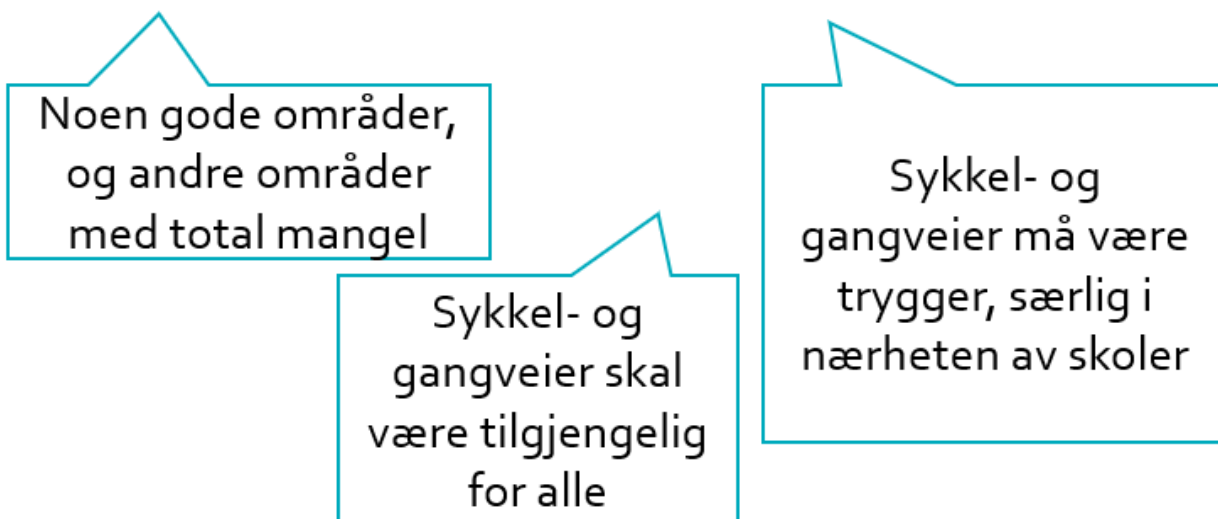 Noen gode områder,
og andre områder
med total mangel
Sykkel- og
gangveier skal
være tilgjengelig
for alle
Sykkel- og
gangveier må være
trygger, særlig i
nærheten av skoler